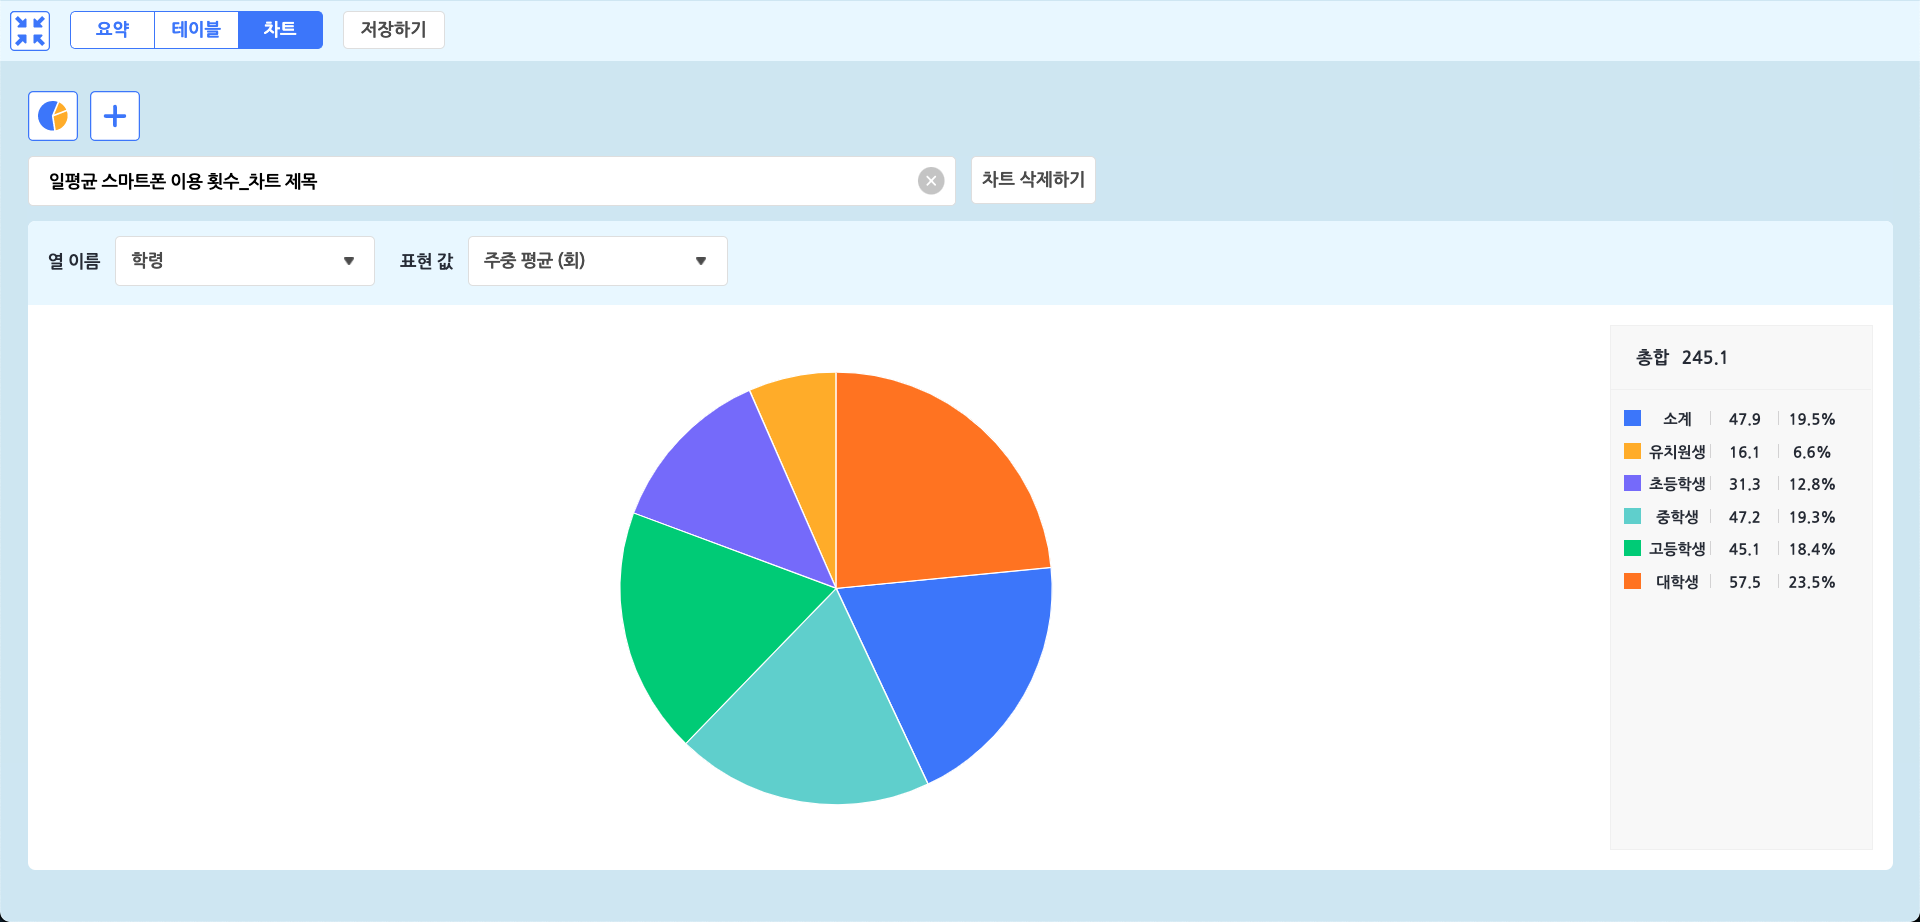 요약 테이블 차트 저장하기
일평균 스마트폰 이용 횟수_차트 제목 차트 삭제하기
열 이름 학령 표현 값 주중 평균 (회)
총합 245.1
소계 47.9 19.5%
유치원생 16.1 6.6%
초등학생 31.3 12.8%
중학생 47.2 19.3%
고등학생 45.1 18.4%
대학생 57.5 23.5%